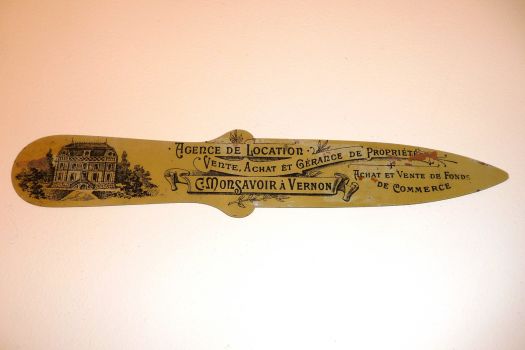 AGENCE DE LOCATION
VENTE, ACHAT ET GÉRANCE DE PROPRIÉTÉ
C. MONSAVOIR À VERNON
ACHAT ET VENTE DE FONDS
DE COMMERCE